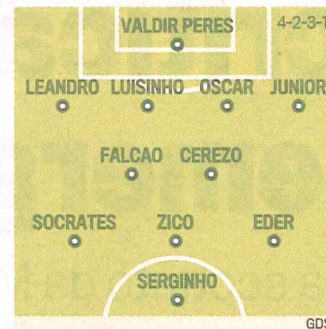 VALDIR PERES 4-2-3-1
LEANDRO LUISINHO OSCAR JUNIOR
FALCAO CEREZO
SOCRATES ZICO EDER
SERGINHO
GDS